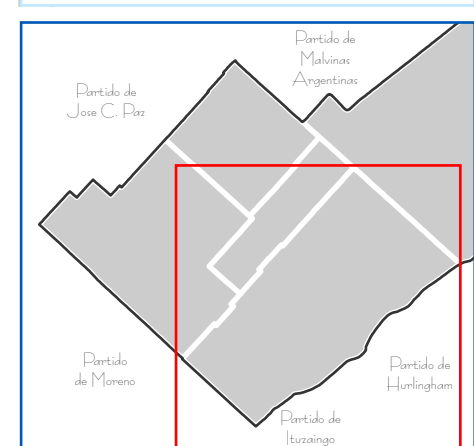 Partido de
Malvinas
Argentinas
Partido de
Jose C. Paz
Partido
de Moreno
Partido de
Hurlingham
Partido de
Ituzaingo